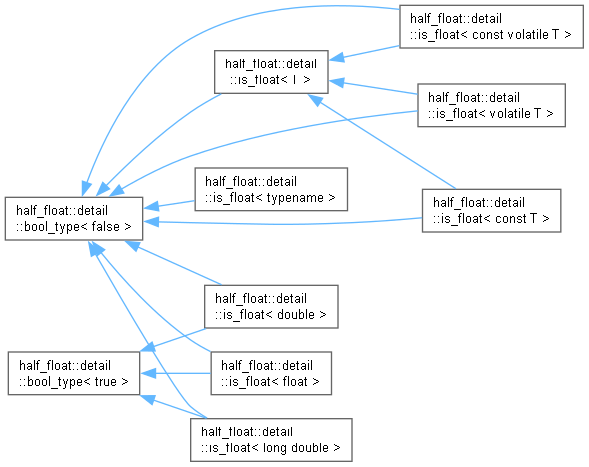 half_float::detail
::is_float< const volatile T >
half_float::detail
::is_float< T >
half_float::detail
::is_float< volatile T >
half_float::detail
::is_float< typename >
half_float::detail
::is_float< const T >
half_float::detail
::bool_type< false >
half_float::detail
::is_float< double >
half_float::detail
::bool_type< true >
half_float::detail
::is_float< float >
half_float::detail
::is_float< long double >